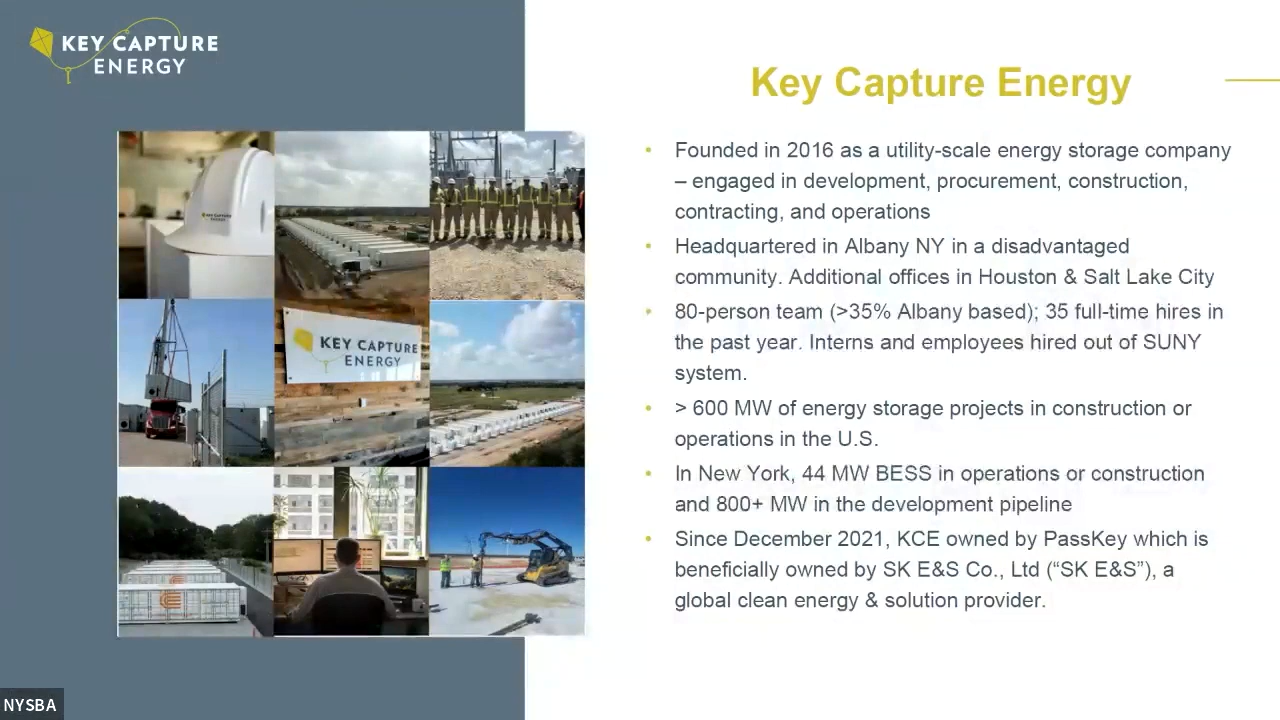 KEY CAPTURE
ENERGY
Key Capture Energy
• Founded in 2016 as a utility-scale energy storage company
– engaged in development, procurement, construction,
contracting, and operations
• Headquartered in Albany NY in a disadvantaged
community. Additional offices in Houston & Salt Lake City
• 80-person team (>35% Albany based); 35 full-time hires in
the past year. Interns and employees hired out of SUNY
system.
• > 600 MW of energy storage projects in construction or
operations in the U.S.
• In New York, 44 MW BESS in operations or construction
and 800+ MW in the development pipeline
• Since December 2021, KCE owned by PassKey which is
beneficially owned by SK E&S Co., Ltd (“SK E&S”), a
global clean energy & solution provider.
KEY CAPTURE
ENERGY
KEY CAPTURE
ENERGY
NYSBA